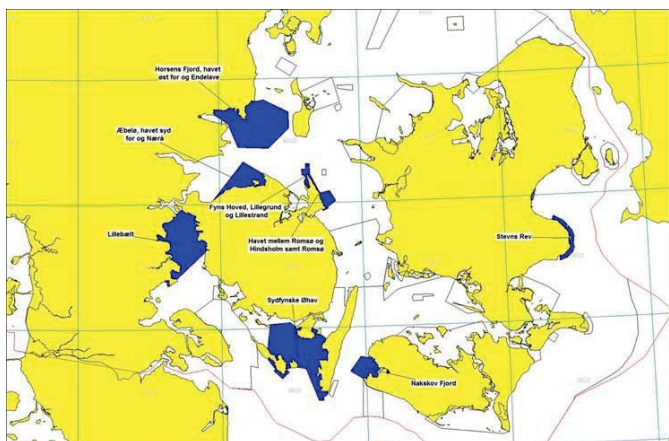 Horsens Fjord, havet
øst for og Endelave
Æbelø, havet syd
for og Nærå
Fyns Hoved, Lillegrund
og Lillestrand
Lillebælt
Havet mellem Romsø og
Hindsholm samt Romsø
Stevns Rev
Sydfynske Øhav
Nakskov Fjord